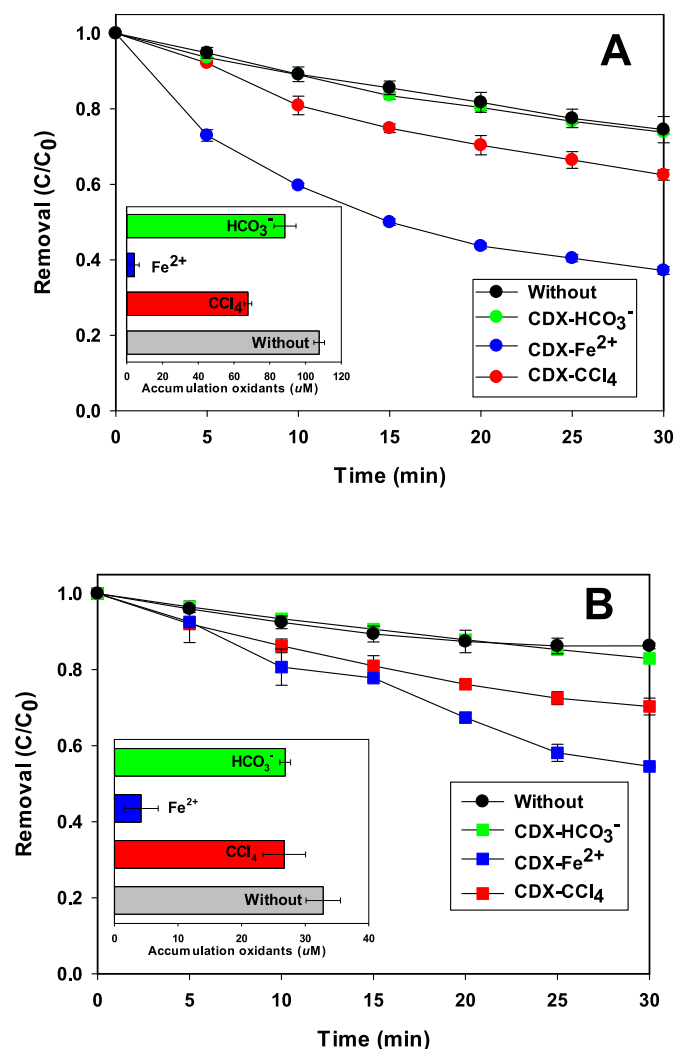 A
Removal (C/C₀)
1.0
0.8
0.6
0.4
0.2
0.0
HCO₃⁻
Fe²⁺
CCl₄
Without
0 20 40 60 80 100 120
Accumulation oxidants (uM)
Without
CDX-HCO₃⁻
CDX-Fe²⁺
CDX-CCl₄
0 5 10 15 20 25 30
Time (min)
B
Removal (C/C₀)
1.0
0.8
0.6
0.4
0.2
0.0
HCO₃⁻
Fe²⁺
CCl₄
Without
0 10 20 30 40
Accumulation oxidants (uM)
Without
CDX-HCO₃⁻
CDX-Fe²⁺
CDX-CCl₄
0 5 10 15 20 25 30
Time (min)